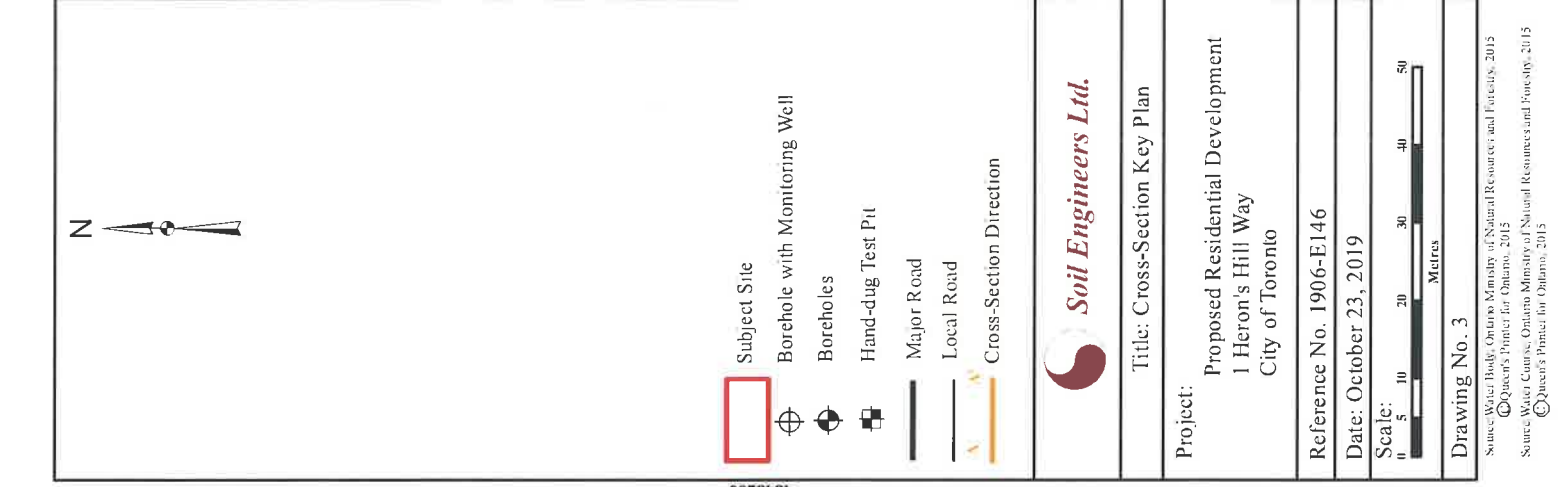 N
Subject Site
Borehole with Monitoring Well
Boreholes
Hand-dug Test Pit
Major Road
Local Road
A A'
Cross-Section Direction
Soil Engineers Ltd.
Title: Cross-Section Key Plan
Project:
Proposed Residential Development
1 Heron's Hill Way
City of Toronto
Reference No. 1906-E146
Date: October 23, 2019
Scale:
0 5 10 20 30 40 50
Metres
Drawing No. 3
Source Water Body, Ontario Ministry of Natural Resources and Forestry, 2015
©Queen's Printer for Ontario, 2015
Source Water Course, Ontario Ministry of Natural Resources and Forestry, 2015
©Queen's Printer for Ontario, 2015